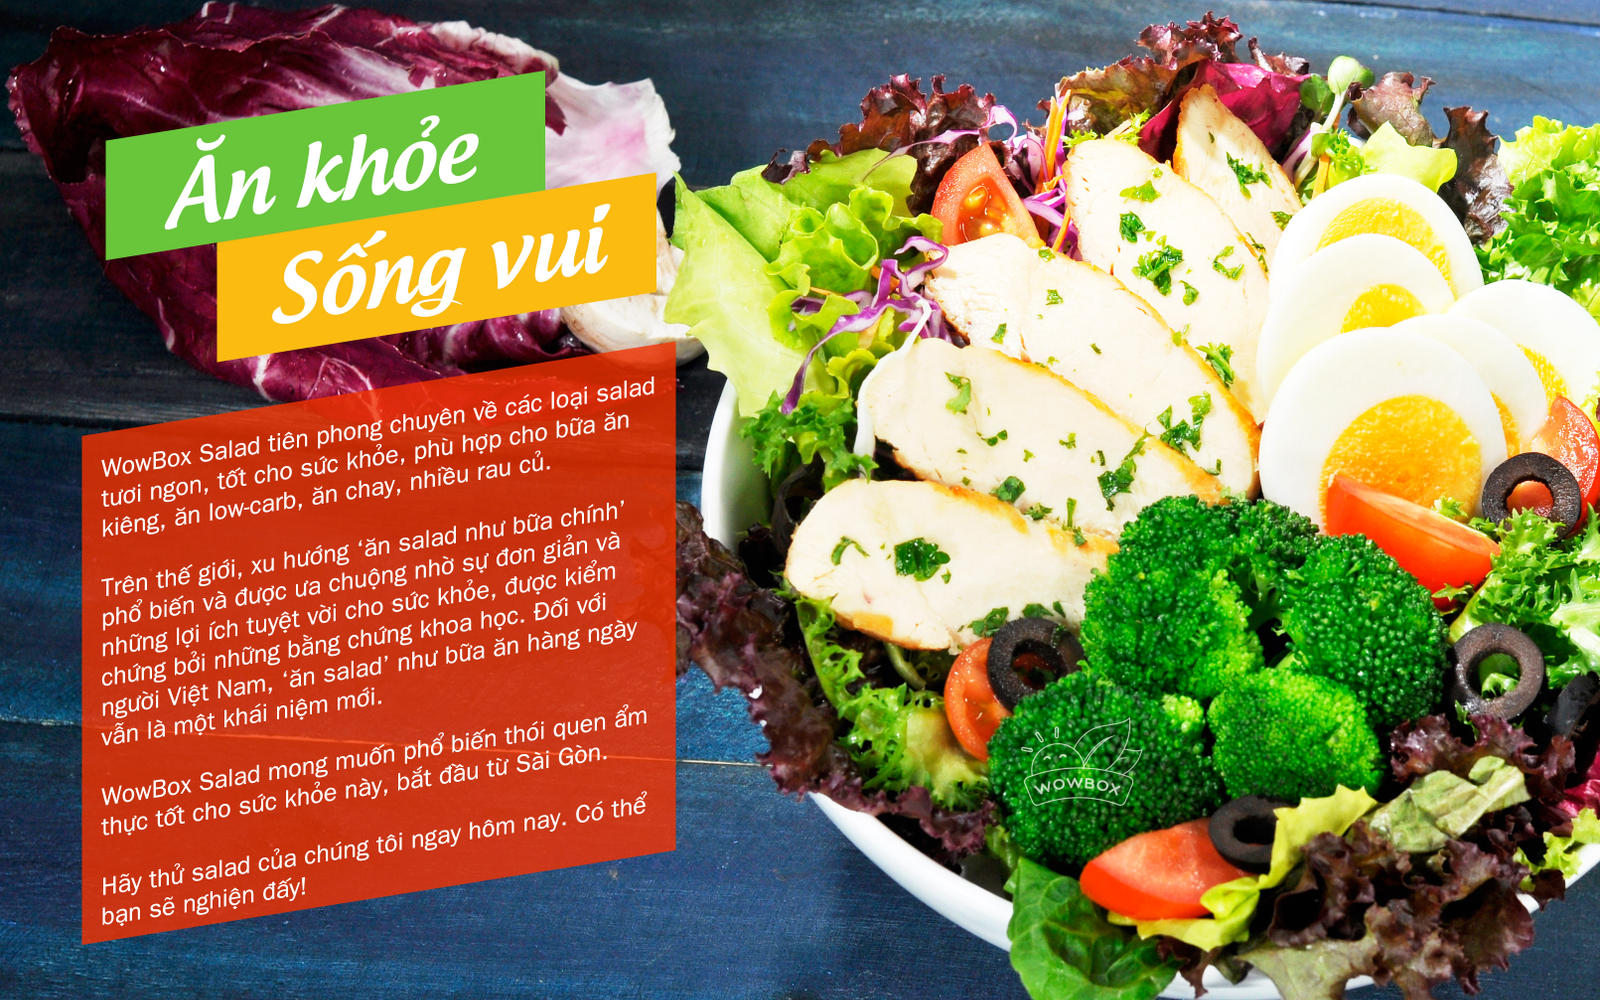 Ăn khỏe
Sống vui
WowBox Salad tiên phong chuyên về các loại salad
tươi ngon, tốt cho sức khỏe, phù hợp cho bữa ăn
kiêng, ăn low-carb, ăn chay, nhiều rau củ.
Trên thế giới, xu hướng ‘ăn salad như bữa chính’
phổ biến và được ưa chuộng nhờ sự đơn giản và
những lợi ích tuyệt vời cho sức khỏe, được kiểm
chứng bởi những bằng chứng khoa học. Đối với
người Việt Nam, ‘ăn salad’ như bữa ăn hàng ngày
vẫn là một khái niệm mới.
WowBox Salad mong muốn phổ biến thói quen ẩm
thực tốt cho sức khỏe này, bắt đầu từ Sài Gòn.
Hãy thử salad của chúng tôi ngay hôm nay. Có thể
bạn sẽ nghiện đấy!
WOWBOX